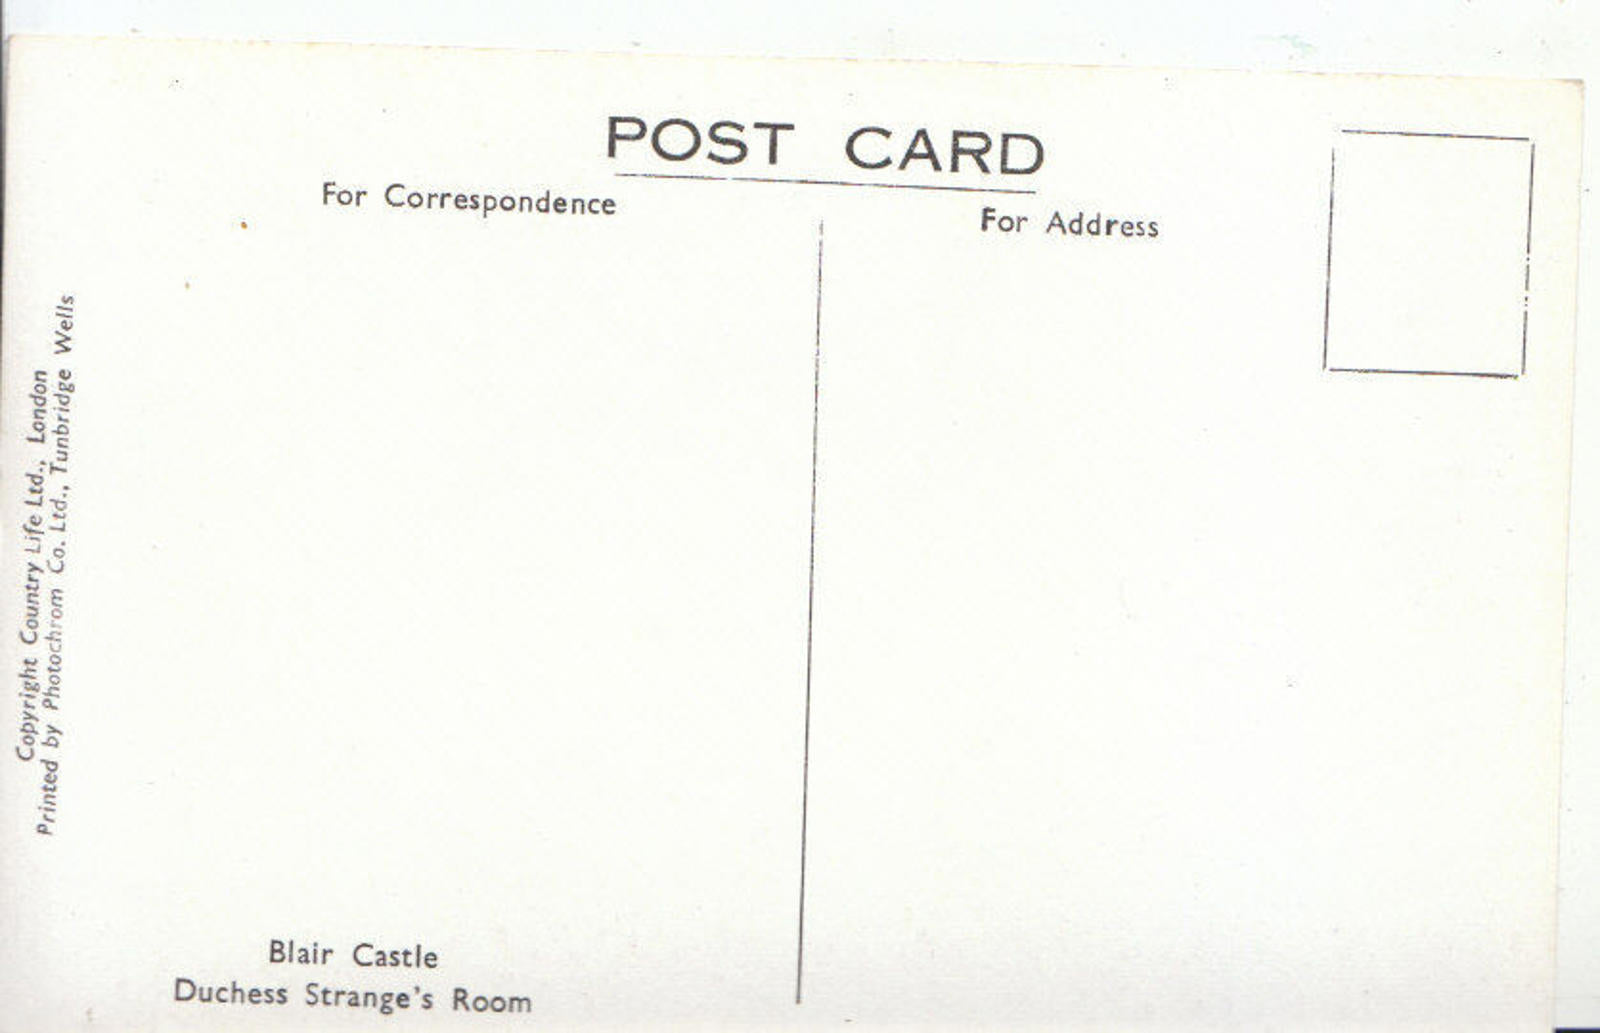 POST CARD
For Correspondence
For Address
Copyright Country Life Ltd., London
Printed by Photochrom Co. Ltd., Tunbridge Wells
Blair Castle
Duchess Strange's Room